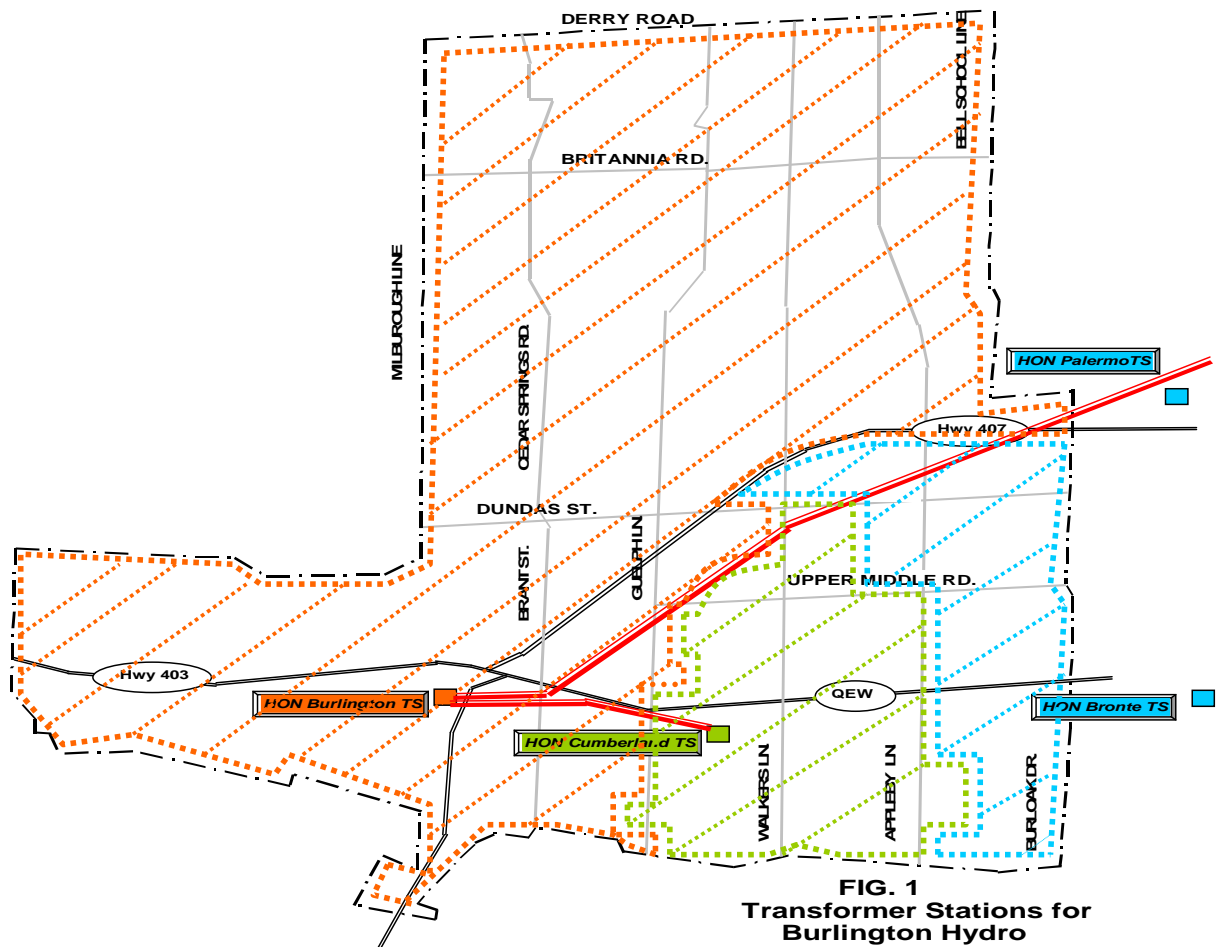 DERRY ROAD
BELL SCHOOL LINE
BRITANNIA RD.
MILBUROUGH LINE
CEDAR SPRINGS RD.
HON Palermo TS
Hwy 407
DUNDAS ST.
GUELPH LN
BRANT ST.
UPPER MIDDLE RD.
Hwy 403
HON Burlington TS
QEW
HON Bronte TS
HON Cumberland TS
WALKERS LN
APPLEBY LN
BURLOAK DR.
FIG. 1
Transformer Stations for
Burlington Hydro